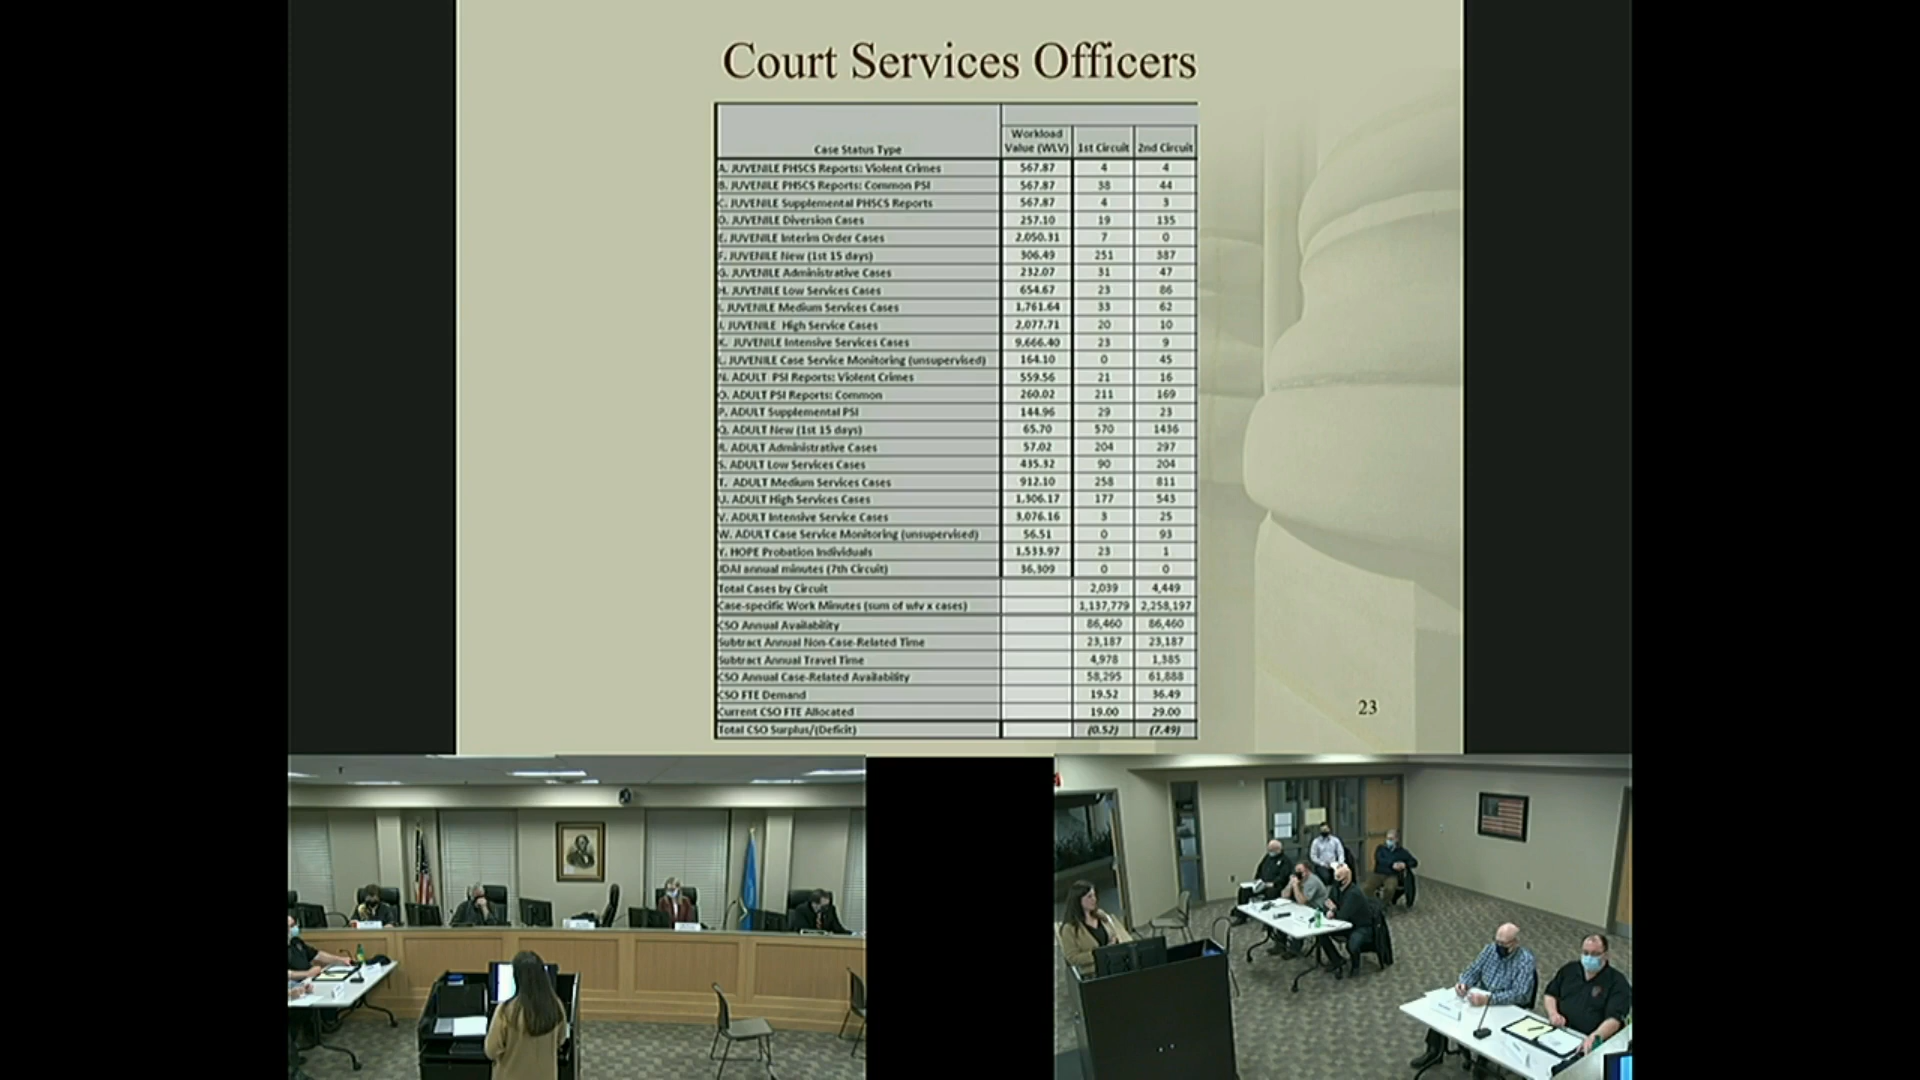 Court Services Officers
Case Status Type Workload Value (WLV) 1st Circuit 2nd Circuit
A. JUVENILE PHSCS Reports: Violent Crimes 567.87 4 4
B. JUVENILE PHSCS Reports: Common PSI 567.87 38 44
C. JUVENILE Supplemental PHSCS Reports 567.87 4 3
D. JUVENILE Diversion Cases 257.10 19 135
E. JUVENILE Interim Order Cases 2,050.31 7 0
F. JUVENILE New (1st 15 days) 306.49 251 387
G. JUVENILE Administrative Cases 232.07 31 47
H. JUVENILE Low Services Cases 654.67 23 86
I. JUVENILE Medium Services Cases 1,761.64 33 62
J. JUVENILE High Service Cases 2,077.71 20 10
K. JUVENILE Intensive Services Cases 9,666.40 23 9
L. JUVENILE Case Service Monitoring (unsupervised) 164.10 0 45
N. ADULT PSI Reports: Violent Crimes 559.56 21 16
O. ADULT PSI Reports: Common 260.02 211 169
P. ADULT Supplemental PSI 144.96 29 23
Q. ADULT New (1st 15 days) 65.70 570 1436
R. ADULT Administrative Cases 57.02 204 297
S. ADULT Low Services Cases 435.32 90 204
T. ADULT Medium Services Cases 912.10 258 811
U. ADULT High Services Cases 1,306.17 177 543
V. ADULT Intensive Service Cases 3,076.16 3 25
W. ADULT Case Service Monitoring (unsupervised) 56.51 0 93
Y. HOPE Probation Individuals 1,533.97 23 1
JDAI annual minutes (7th Circuit) 36,309 0 0
Total Cases by Circuit 2,039 4,449
Case-specific Work Minutes (sum of wlv x cases) 1,137,779 2,258,197
CSO Annual Availability 86,460 86,460
Subtract Annual Non-Case-Related Time 23,187 23,187
Subtract Annual Travel Time 4,978 1,385
CSO Annual Case-Related Availability 58,295 61,888
CSO FTE Demand 19.52 36.49
Current CSO FTE Allocated 19.00 29.00
Total CSO Surplus/(Deficit) (0.52) (7.49)
23